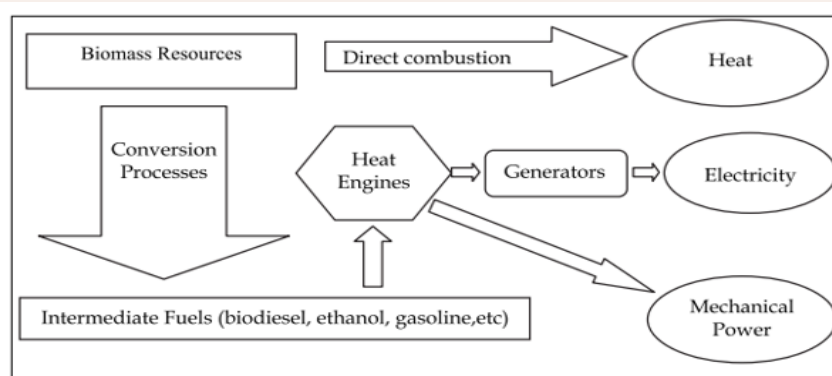 Biomass Resources
Direct combustion
Heat
Conversion
Processes
Heat
Engines
Generators
Electricity
Mechanical
Power
Intermediate Fuels (biodiesel, ethanol, gasoline,etc)